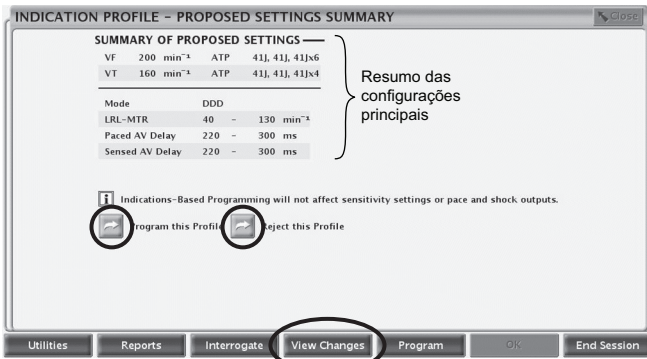 INDICATION PROFILE – PROPOSED SETTINGS SUMMARY
Close
SUMMARY OF PROPOSED SETTINGS
VF 200 min⁻¹ ATP 41J, 41J, 41Jx6
VT 160 min⁻¹ ATP 41J, 41J, 41Jx4
Mode DDD
LRL-MTR 40 - 130 min⁻¹
Paced AV Delay 220 - 300 ms
Sensed AV Delay 220 - 300 ms
Resumo das
configurações
principais
i Indications-Based Programming will not affect sensitivity settings or pace and shock outputs.
Program this Profile Reject this Profile
Utilities Reports Interrogate View Changes Program OK End Session